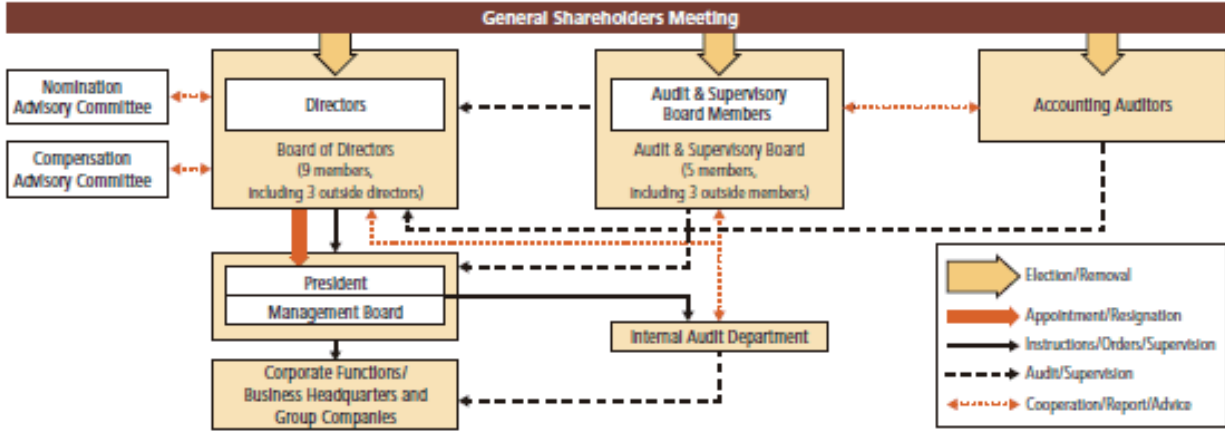 General Shareholders Meeting
Nomination
Advisory Committee
Compensation
Advisory Committee
Directors
Board of Directors
(9 members,
including 3 outside directors)
Audit & Supervisory
Board Members
Audit & Supervisory Board
(5 members,
including 3 outside members)
Accounting Auditors
President
Management Board
Internal Audit Department
Corporate Functions/
Business Headquarters and
Group Companies
Election/Removal
Appointment/Resignation
Instructions/Orders/Supervision
Audit/Supervision
Cooperation/Report/Advice